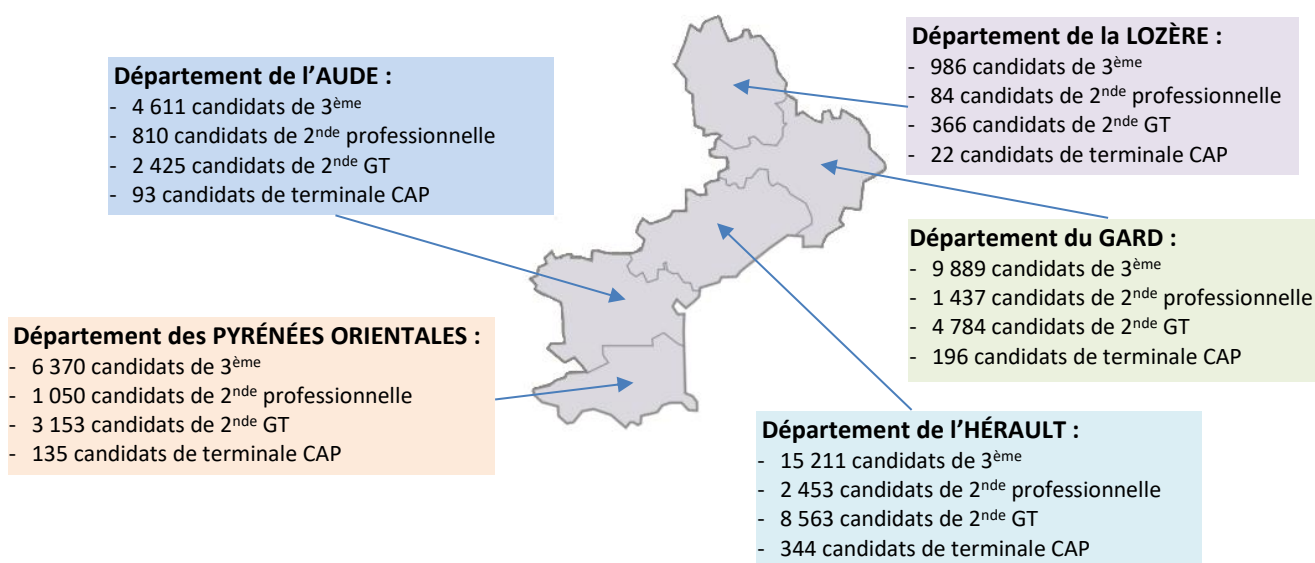 Département de l’AUDE :
- 4 611 candidats de 3ème
- 810 candidats de 2nde professionnelle
- 2 425 candidats de 2nde GT
- 93 candidats de terminale CAP
Département de la LOZÈRE :
- 986 candidats de 3ème
- 84 candidats de 2nde professionnelle
- 366 candidats de 2nde GT
- 22 candidats de terminale CAP
Département du GARD :
- 9 889 candidats de 3ème
- 1 437 candidats de 2nde professionnelle
- 4 784 candidats de 2nde GT
- 196 candidats de terminale CAP
Département des PYRÉNÉES ORIENTALES :
- 6 370 candidats de 3ème
- 1 050 candidats de 2nde professionnelle
- 3 153 candidats de 2nde GT
- 135 candidats de terminale CAP
Département de l’HÉRAULT :
- 15 211 candidats de 3ème
- 2 453 candidats de 2nde professionnelle
- 8 563 candidats de 2nde GT
- 344 candidats de terminale CAP